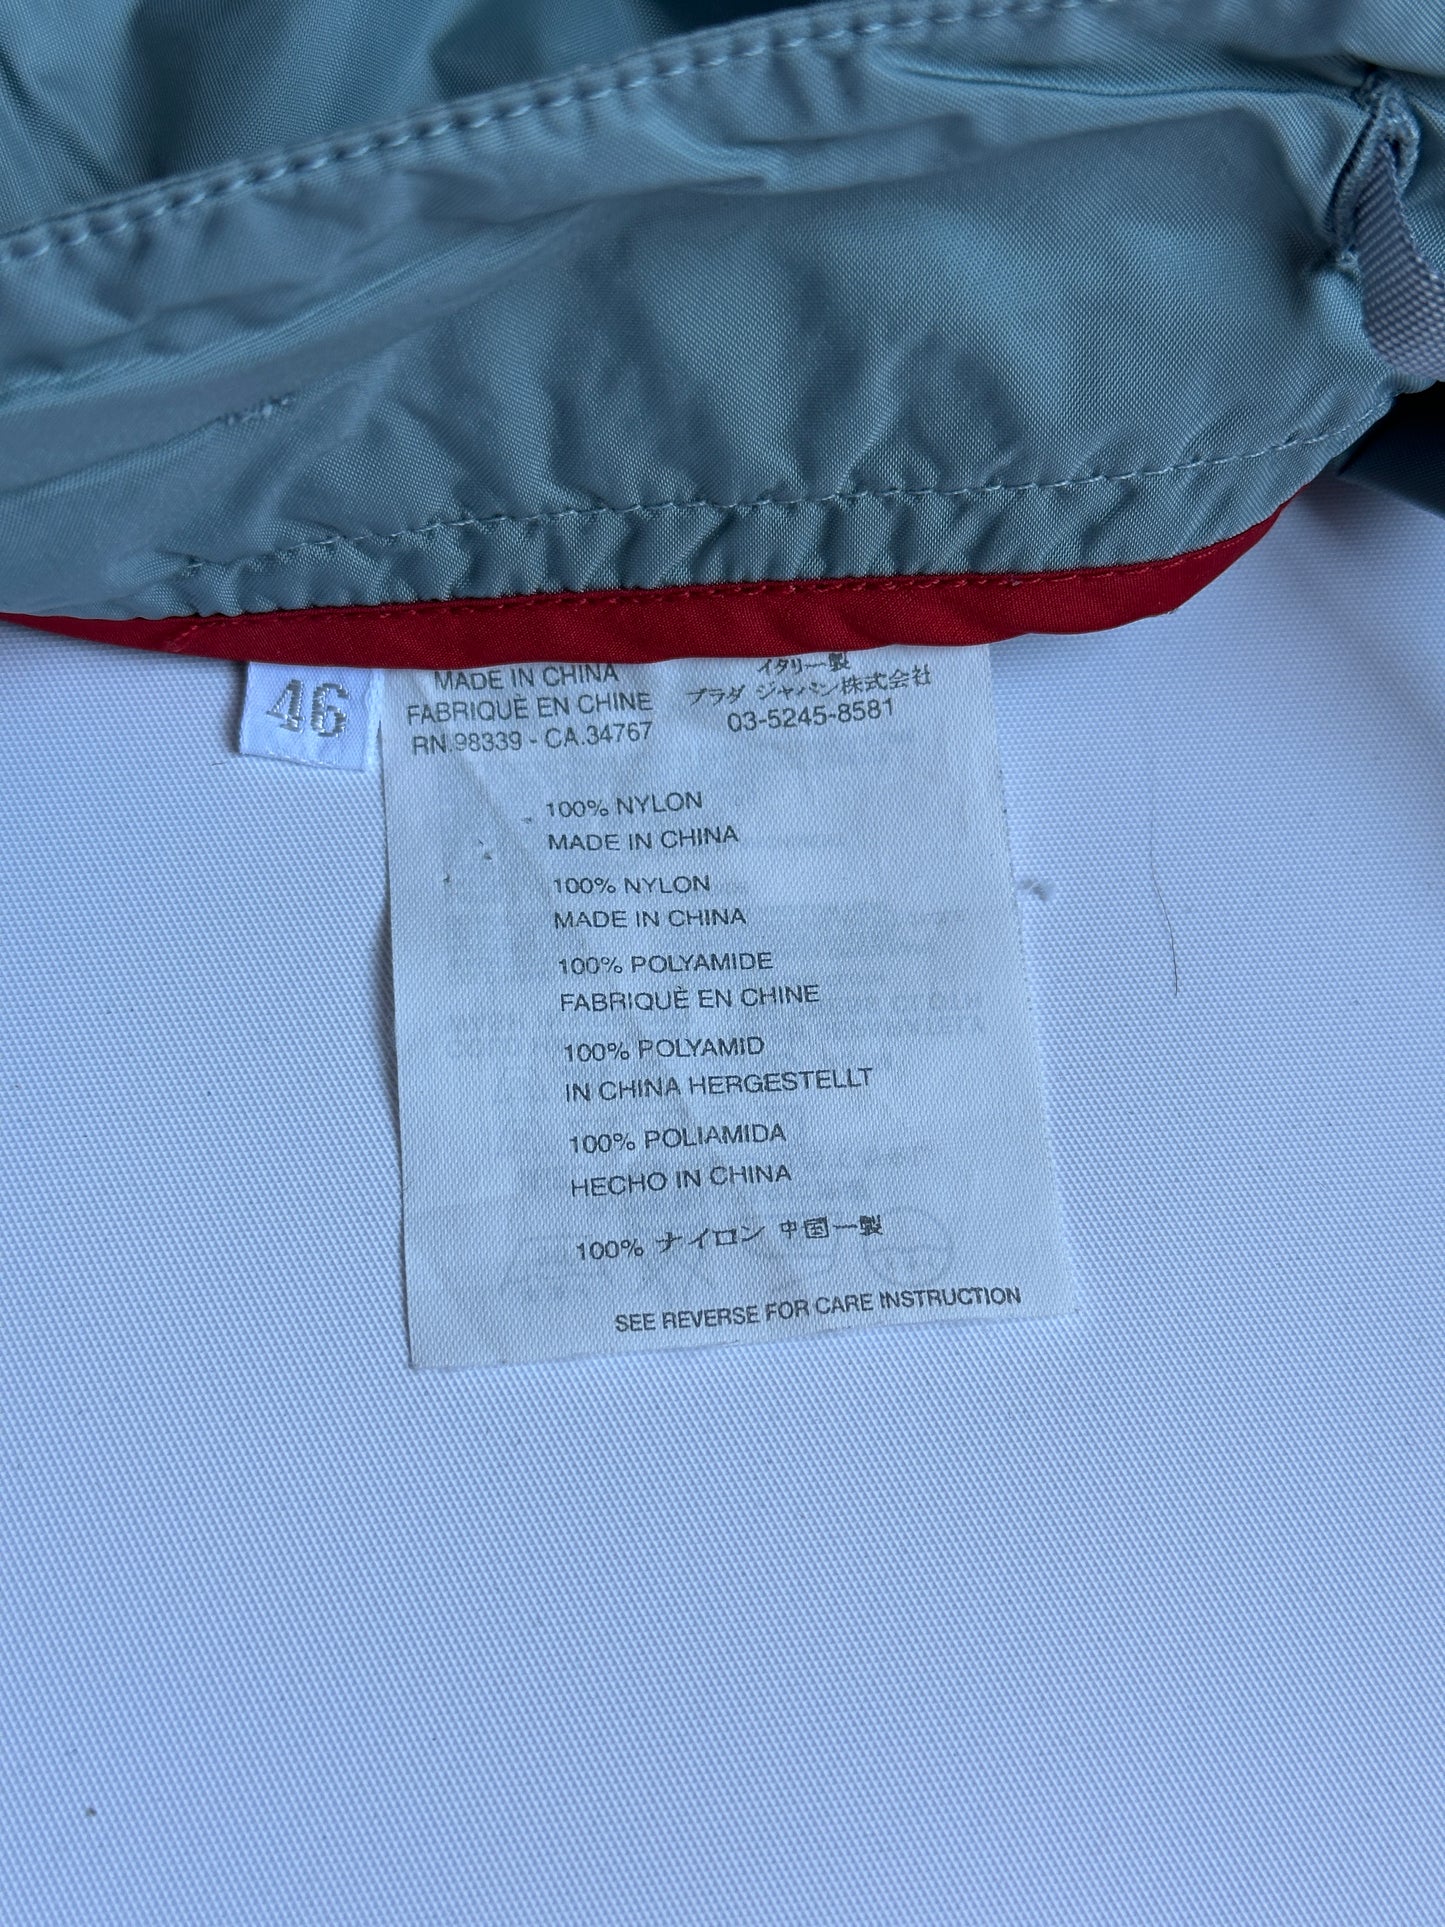 46
MADE IN CHINA
FABRIQUÈ EN CHINE
RN.98339 - CA.34767
イタリー製
プラダ ジャパン株式会社
03-5245-8581
100% NYLON
MADE IN CHINA
100% NYLON
MADE IN CHINA
100% POLYAMIDE
FABRIQUÈ EN CHINE
100% POLYAMID
IN CHINA HERGESTELLT
100% POLIAMIDA
HECHO IN CHINA
100% ナイロン 中国一製
SEE REVERSE FOR CARE INSTRUCTION